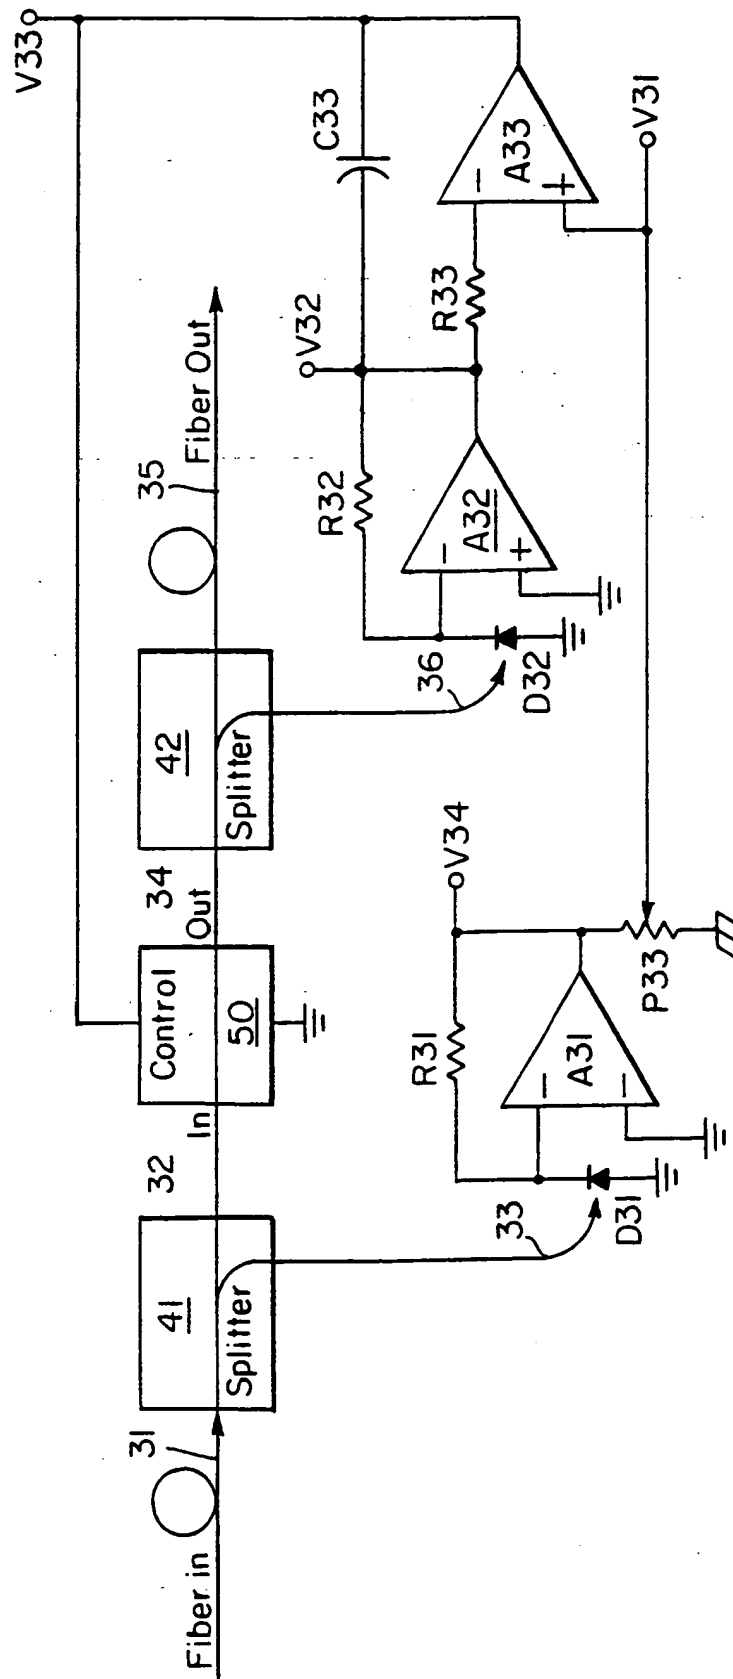 Fiber in
31
41
Splitter
32
In
Control
50
Out
34
42
Splitter
35
Fiber Out
33
D31
R31
A31
−
−
V34
P33
36
D32
R32
A32
−
+
V32
R33
C33
A33
−
+
V33
V31